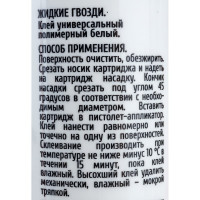 ЖИДКИЕ ГВОЗДИ.
Клей универсальный
полимерный белый.
СПОСОБ ПРИМЕНЕНИЯ.
Поверхность очистить, обезжирить.
Срезать носик картриджа и надеть
на картридж насадку. Кончик
насадки срезать под углом 45
градусов в соответствии с необхо-
димым диаметром. Вставить
картридж в пистолет-аппликатор.
Клей нанести равномерно или
точечно на одну из поверхностей.
Склеивание производить при
температуре не ниже минус 10 °С в
течении 15 минут, пока клей
влажный. Высохший клей удалить
механически, влажный – мокрой
тряпкой.